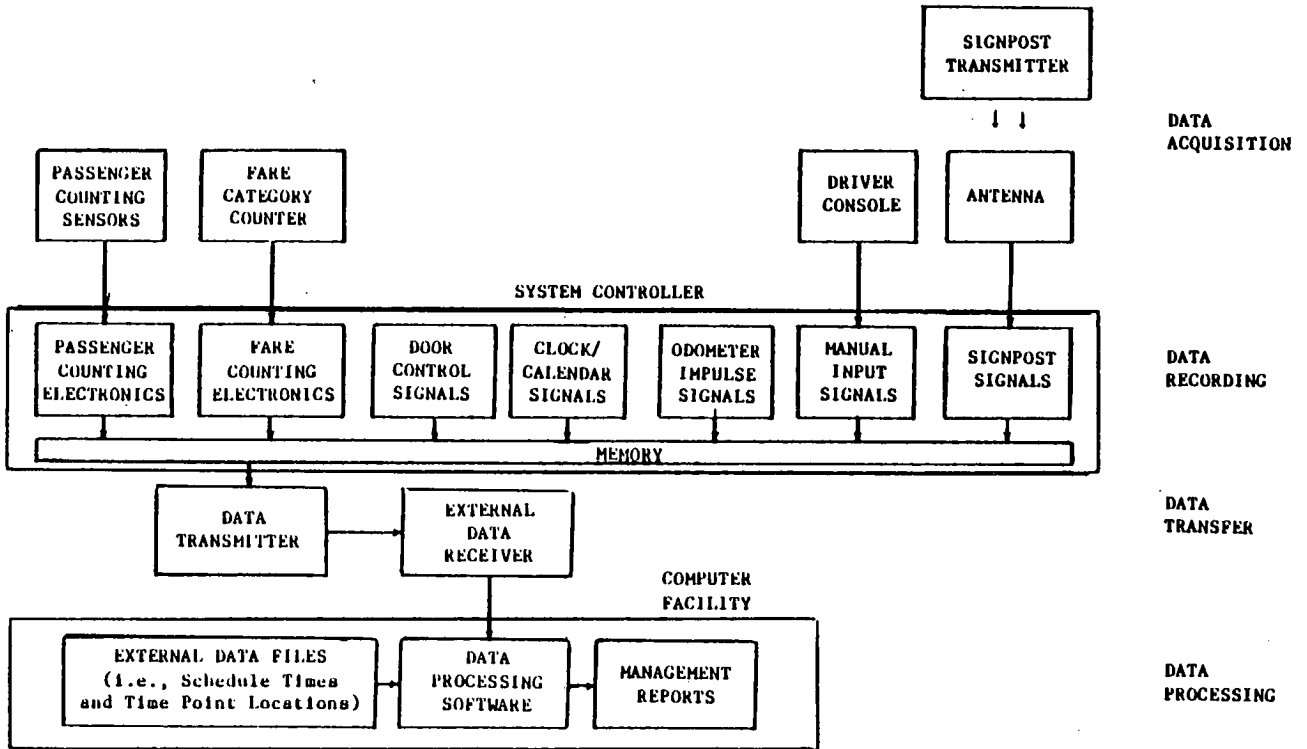 SIGNPOST
TRANSMITTER
DATA
ACQUISITION
PASSENGER
COUNTING
SENSORS
FARE
CATEGORY
COUNTER
DRIVER
CONSOLE
ANTENNA
SYSTEM CONTROLLER
PASSENGER
COUNTING
ELECTRONICS
FARE
COUNTING
ELECTRONICS
DOOR
CONTROL
SIGNALS
CLOCK/
CALENDAR
SIGNALS
ODOMETER
IMPULSE
SIGNALS
MANUAL
INPUT
SIGNALS
SIGNPOST
SIGNALS
DATA
RECORDING
MEMORY
DATA
TRANSMITTER
EXTERNAL
DATA
RECEIVER
DATA
TRANSFER
COMPUTER
FACILITY
EXTERNAL DATA FILES
(i.e., Schedule Times
and Time Point Locations)
DATA
PROCESSING
SOFTWARE
MANAGEMENT
REPORTS
DATA
PROCESSING